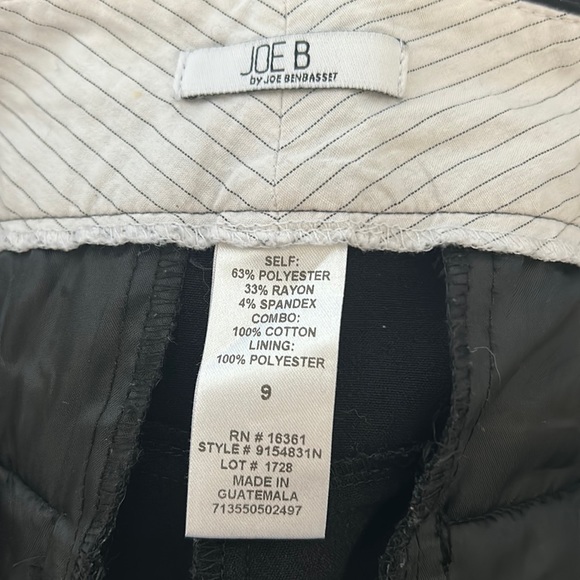 JOE B
by JOE BENBASSET
SELF:
63% POLYESTER
33% RAYON
4% SPANDEX
COMBO:
100% COTTON
LINING:
100% POLYESTER
9
RN # 16361
STYLE # 9154831N
LOT # 1728
MADE IN
GUATEMALA
713550502497